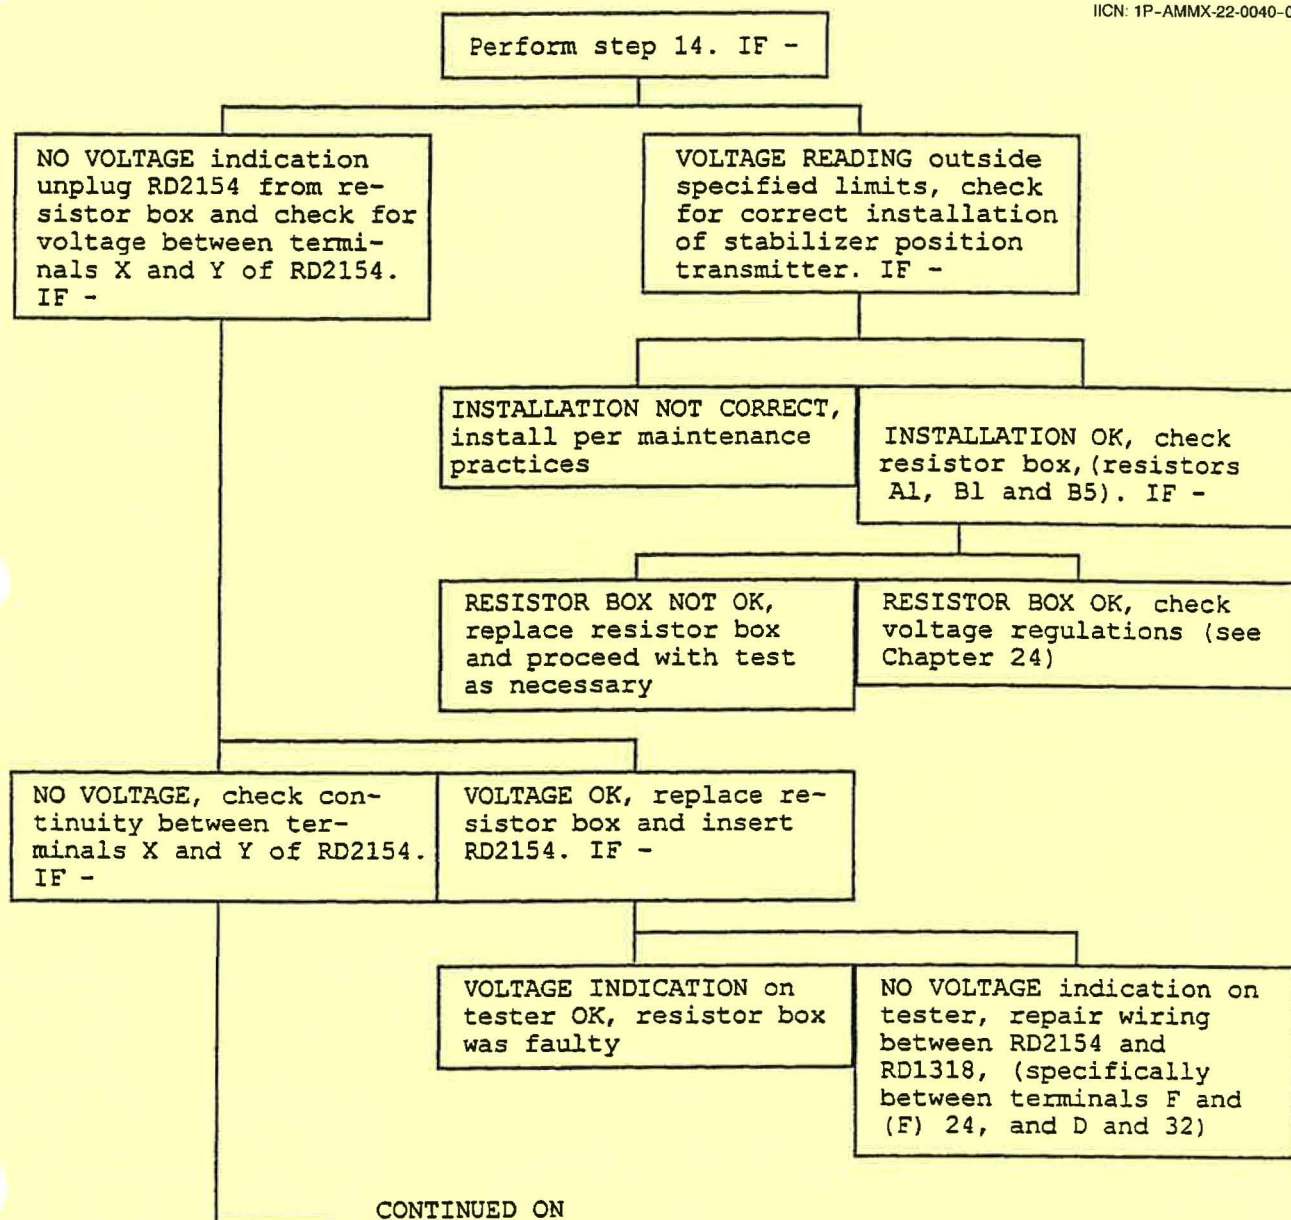 IICN: 1P-AMMX-22-0040-0
Perform step 14. IF -
NO VOLTAGE indication
unplug RD2154 from re-
sistor box and check for
voltage between termi-
nals X and Y of RD2154.
IF -
VOLTAGE READING outside
specified limits, check
for correct installation
of stabilizer position
transmitter. IF -
INSTALLATION NOT CORRECT,
install per maintenance
practices
INSTALLATION OK, check
resistor box, (resistors
A1, B1 and B5). IF -
RESISTOR BOX NOT OK,
replace resistor box
and proceed with test
as necessary
RESISTOR BOX OK, check
voltage regulations (see
Chapter 24)
NO VOLTAGE, check con-
tinuity between ter-
minals X and Y of RD2154.
IF -
VOLTAGE OK, replace re-
sistor box and insert
RD2154. IF -
VOLTAGE INDICATION on
tester OK, resistor box
was faulty
NO VOLTAGE indication on
tester, repair wiring
between RD2154 and
RD1318, (specifically
between terminals F and
(F) 24, and D and 32)
CONTINUED ON